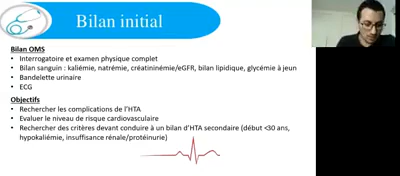 Bilan initial
Bilan OMS
• Interrogatoire et examen physique complet
• Bilan sanguin : kaliémie, natrémie, créatininémie/eGFR, bilan lipidique, glycémie à jeun
• Bandelette urinaire
• ECG
Objectifs
• Rechercher les complications de l'HTA
• Evaluer le niveau de risque cardiovasculaire
• Rechercher des critères devant conduire à un bilan d'HTA secondaire (début <30 ans,
hypokaliémie, insuffisance rénale/protéinurie)